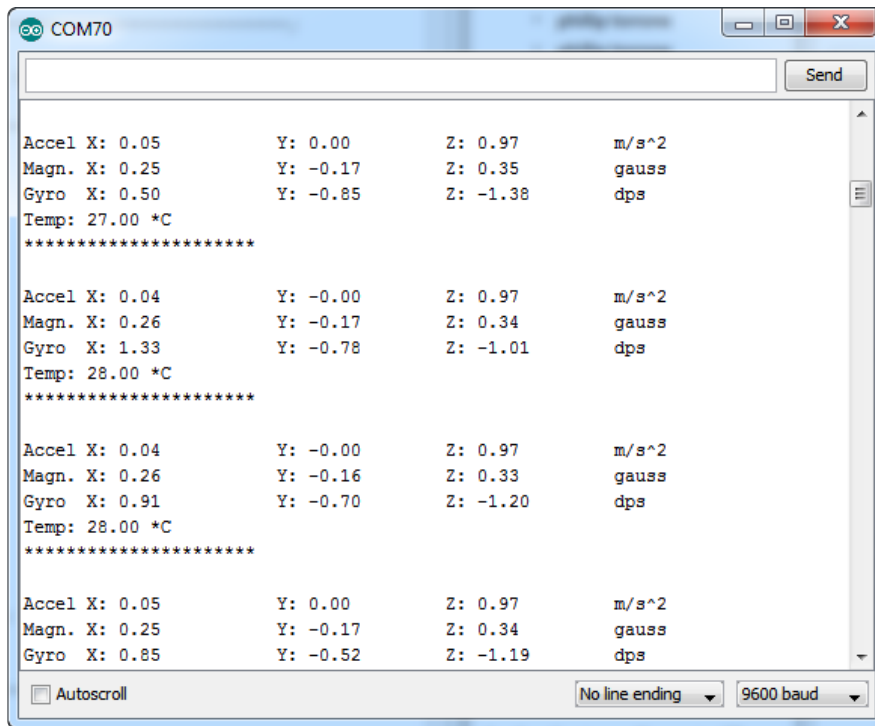 COM70
Send
Accel X: 0.05 Y: 0.00 Z: 0.97 m/s^2
Magn. X: 0.25 Y: -0.17 Z: 0.35 gauss
Gyro X: 0.50 Y: -0.85 Z: -1.38 dps
Temp: 27.00 *C
**********************
Accel X: 0.04 Y: -0.00 Z: 0.97 m/s^2
Magn. X: 0.26 Y: -0.17 Z: 0.34 gauss
Gyro X: 1.33 Y: -0.78 Z: -1.01 dps
Temp: 28.00 *C
**********************
Accel X: 0.04 Y: -0.00 Z: 0.97 m/s^2
Magn. X: 0.26 Y: -0.16 Z: 0.33 gauss
Gyro X: 0.91 Y: -0.70 Z: -1.20 dps
Temp: 28.00 *C
**********************
Accel X: 0.05 Y: 0.00 Z: 0.97 m/s^2
Magn. X: 0.25 Y: -0.17 Z: 0.34 gauss
Gyro X: 0.85 Y: -0.52 Z: -1.19 dps
Autoscroll No line ending 9600 baud